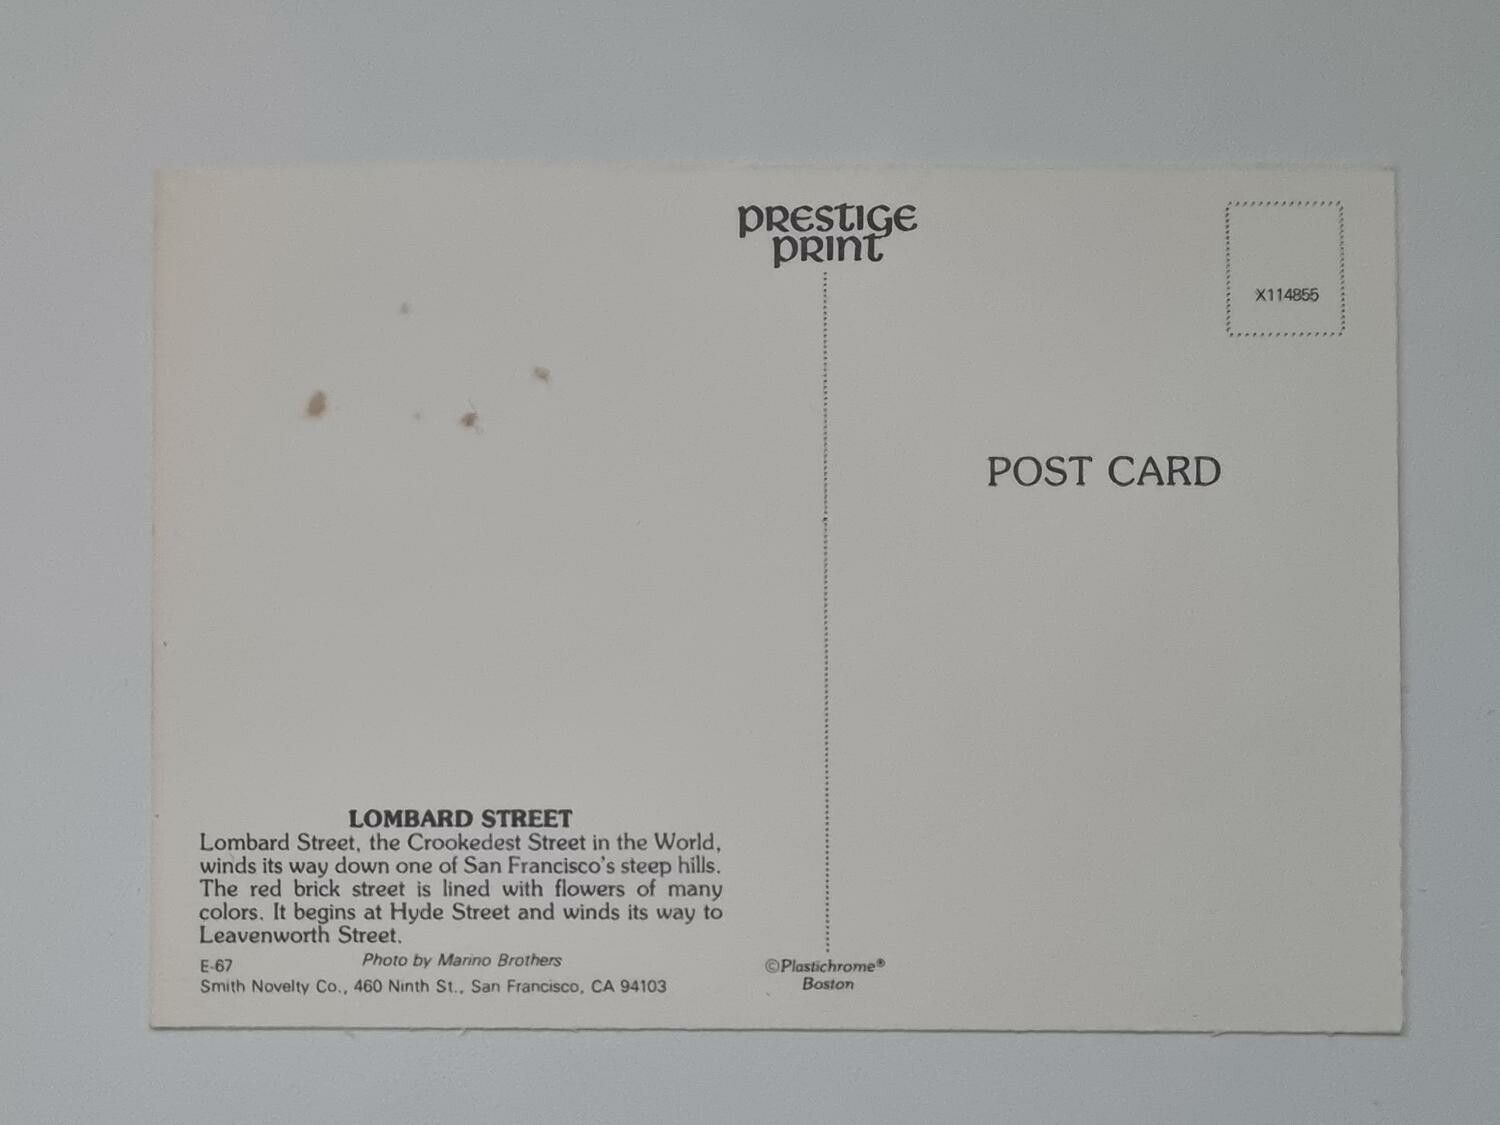 PRESTIGE
PRINT
X114855
POST CARD
LOMBARD STREET
Lombard Street, the Crookedest Street in the World,
winds its way down one of San Francisco's steep hills.
The red brick street is lined with flowers of many
colors. It begins at Hyde Street and winds its way to
Leavenworth Street.
E-67
Photo by Marino Brothers
Smith Novelty Co., 460 Ninth St., San Francisco, CA 94103
©Plastichrome®
Boston